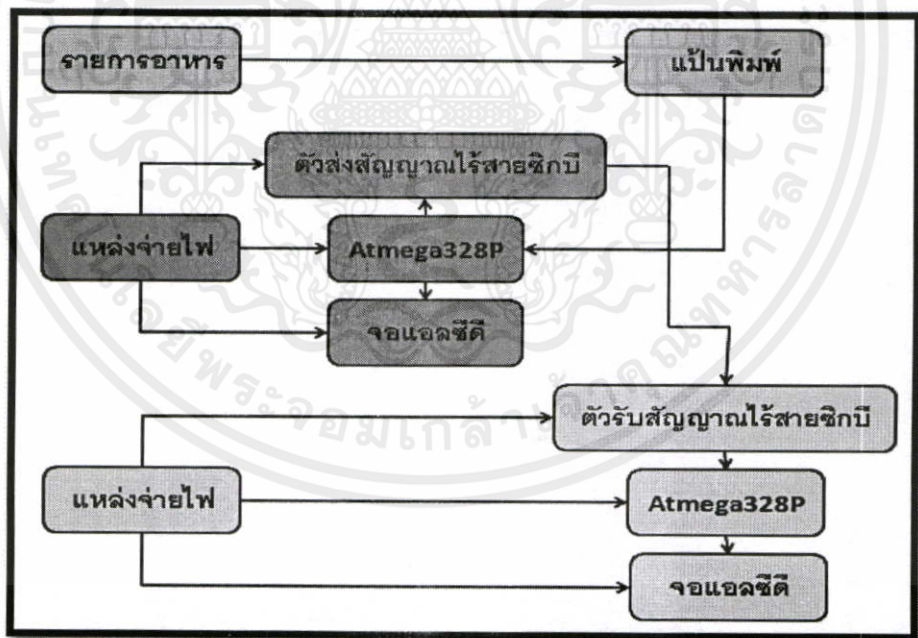 รายการอาหาร
แป้นพิมพ์
ตัวส่งสัญญาณไร้สายซิกบี
แหล่งจ่ายไฟ
Atmega328P
จอแอลซีดี
ตัวรับสัญญาณไร้สายซิกบี
แหล่งจ่ายไฟ
Atmega328P
จอแอลซีดี